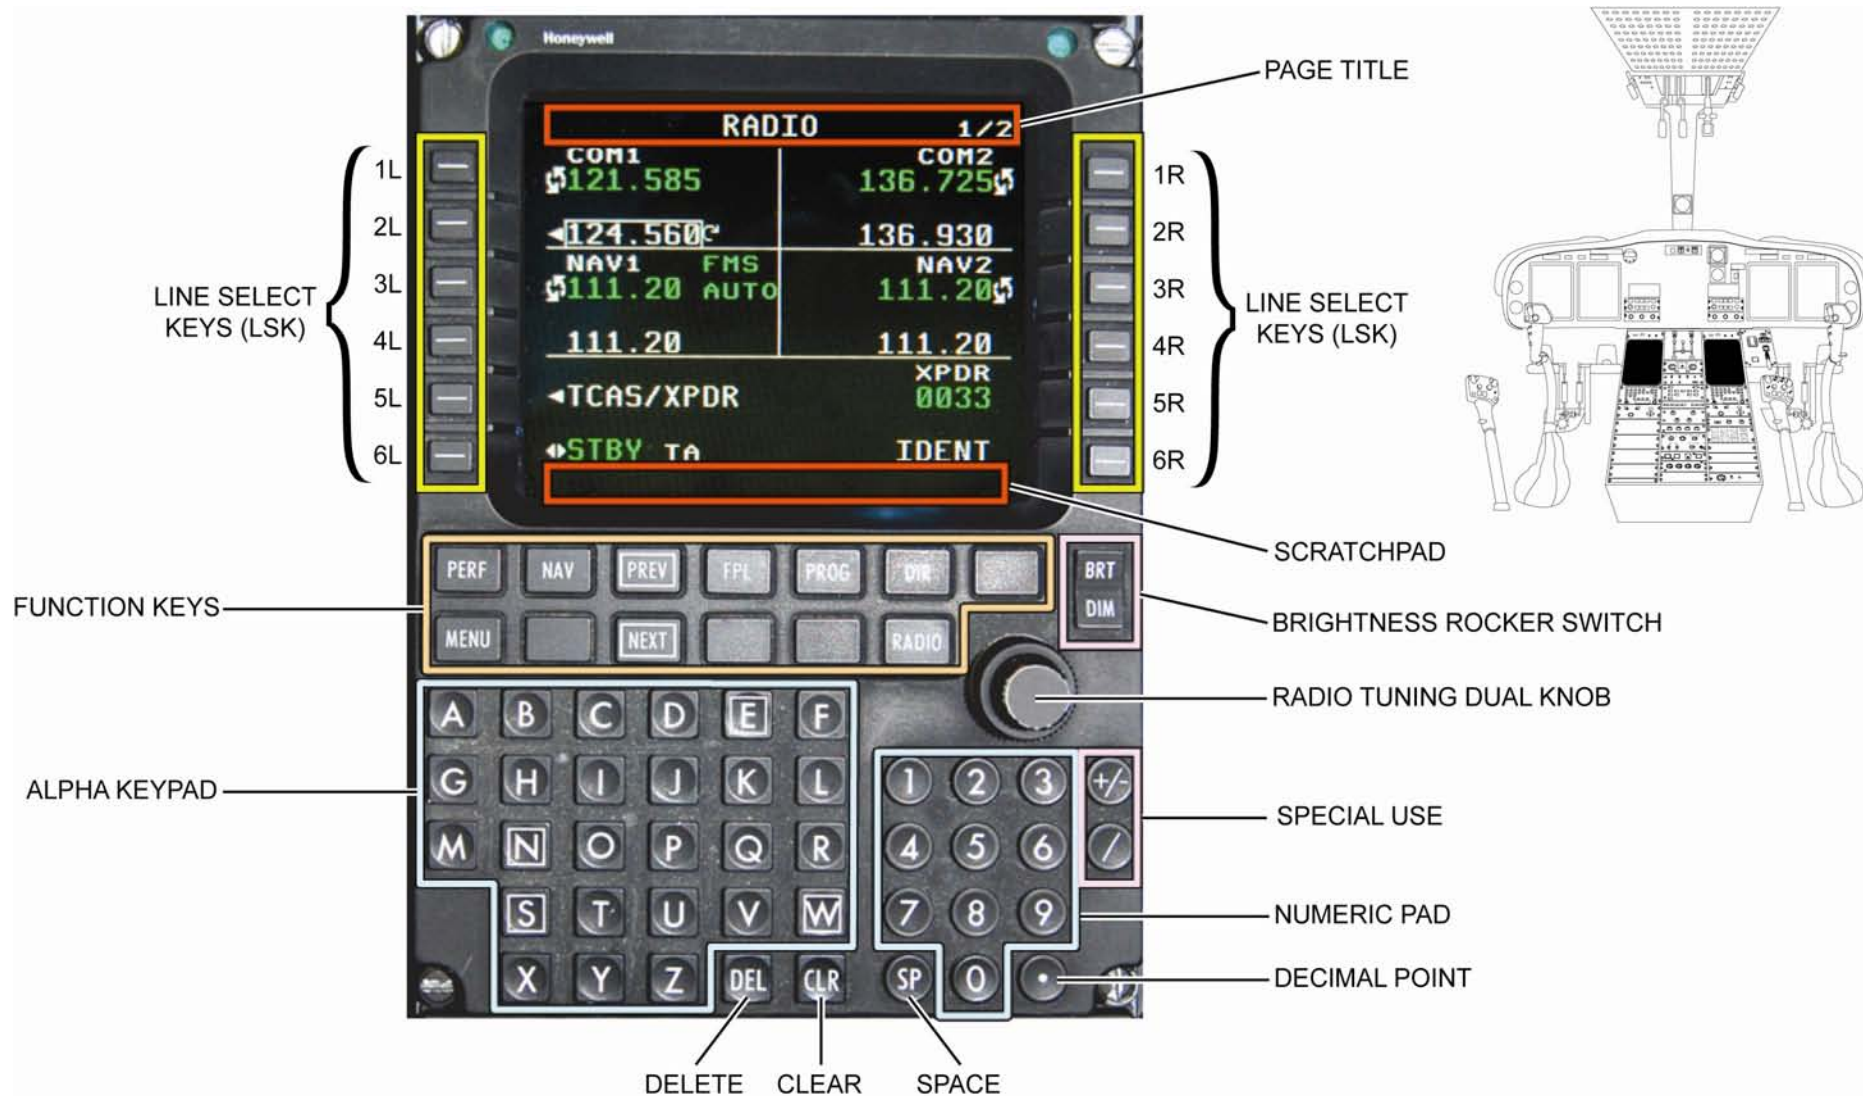 Honeywell
PAGE TITLE
RADIO 1/2
COM1 COM2
121.585 136.725
124.560 136.930
NAV1 FMS NAV2
111.20 AUTO 111.20
111.20 111.20
XPDR
TCAS/XPDR 0033
STBY TA IDENT
1L
2L
3L
4L
5L
6L
LINE SELECT
KEYS (LSK)
1R
2R
3R
4R
5R
6R
LINE SELECT
KEYS (LSK)
SCRATCHPAD
FUNCTION KEYS
PERF NAV PREV FPL PROG DIR BRT
DIM
MENU NEXT RADIO
BRIGHTNESS ROCKER SWITCH
RADIO TUNING DUAL KNOB
ALPHA KEYPAD
A B C D E F
G H I J K L
M N O P Q R
S T U V W
X Y Z DEL CLR
1 2 3 +/-
4 5 6 /
7 8 9
SP 0 .
SPECIAL USE
NUMERIC PAD
DECIMAL POINT
DELETE CLEAR SPACE